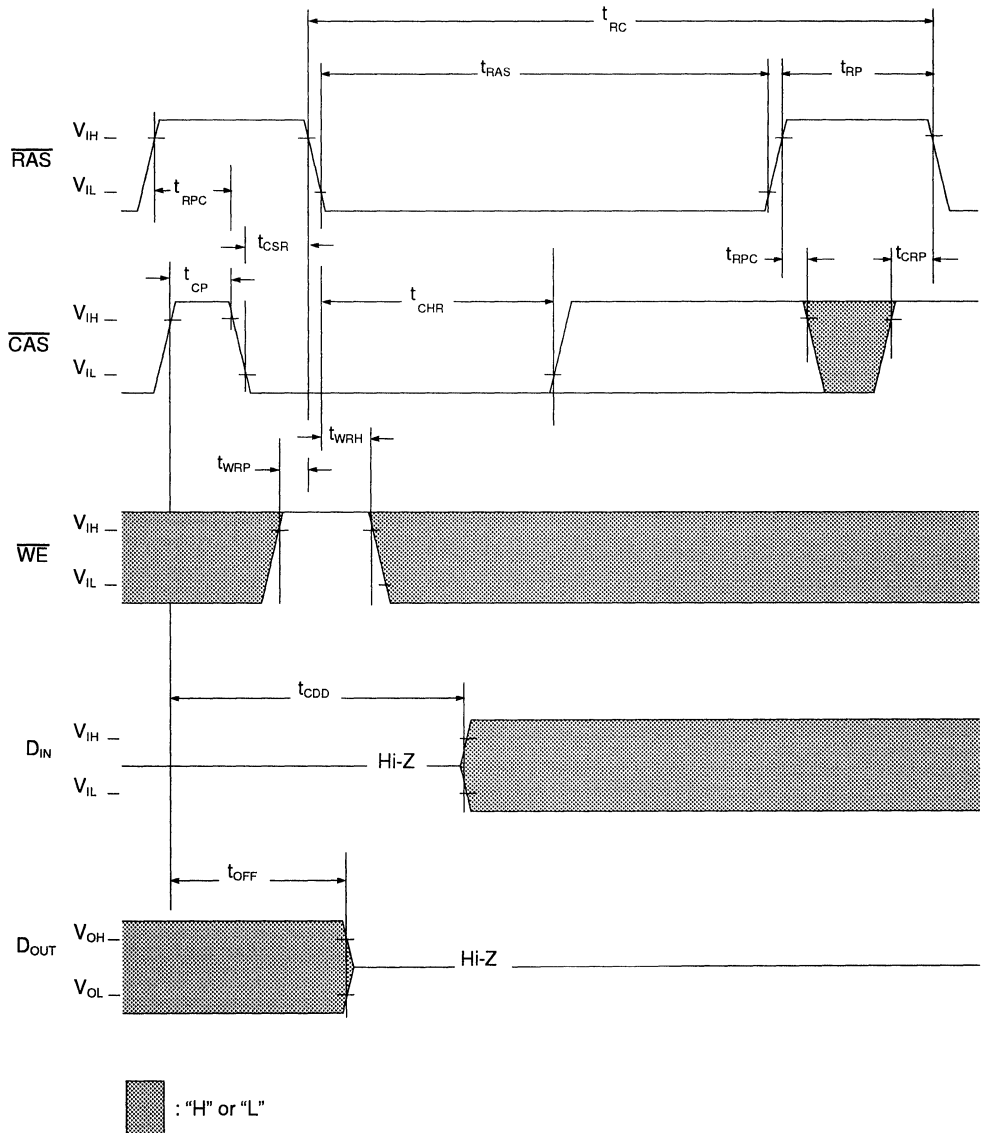 tRC
tRAS
tRP
VIH
RAS
VIL
tRPC
tCSR
tRPC
tCRP
tCP
tCHR
VIH
CAS
VIL
tWRH
tWRP
VIH
WE
VIL
tCDD
VIH
DIN
Hi-Z
VIL
tOFF
VOH
DOUT
Hi-Z
VOL
: “H” or “L”